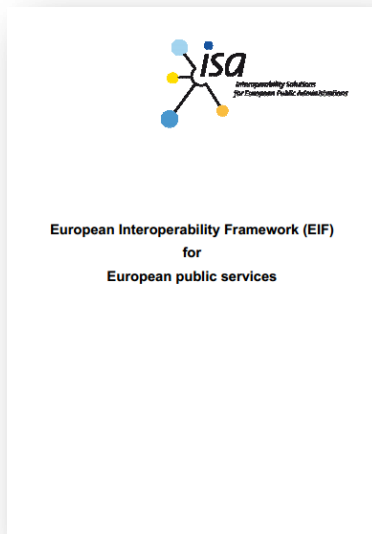 isa
Interoperability Solutions
for European Public Administrations
European Interoperability Framework (EIF)
for
European public services